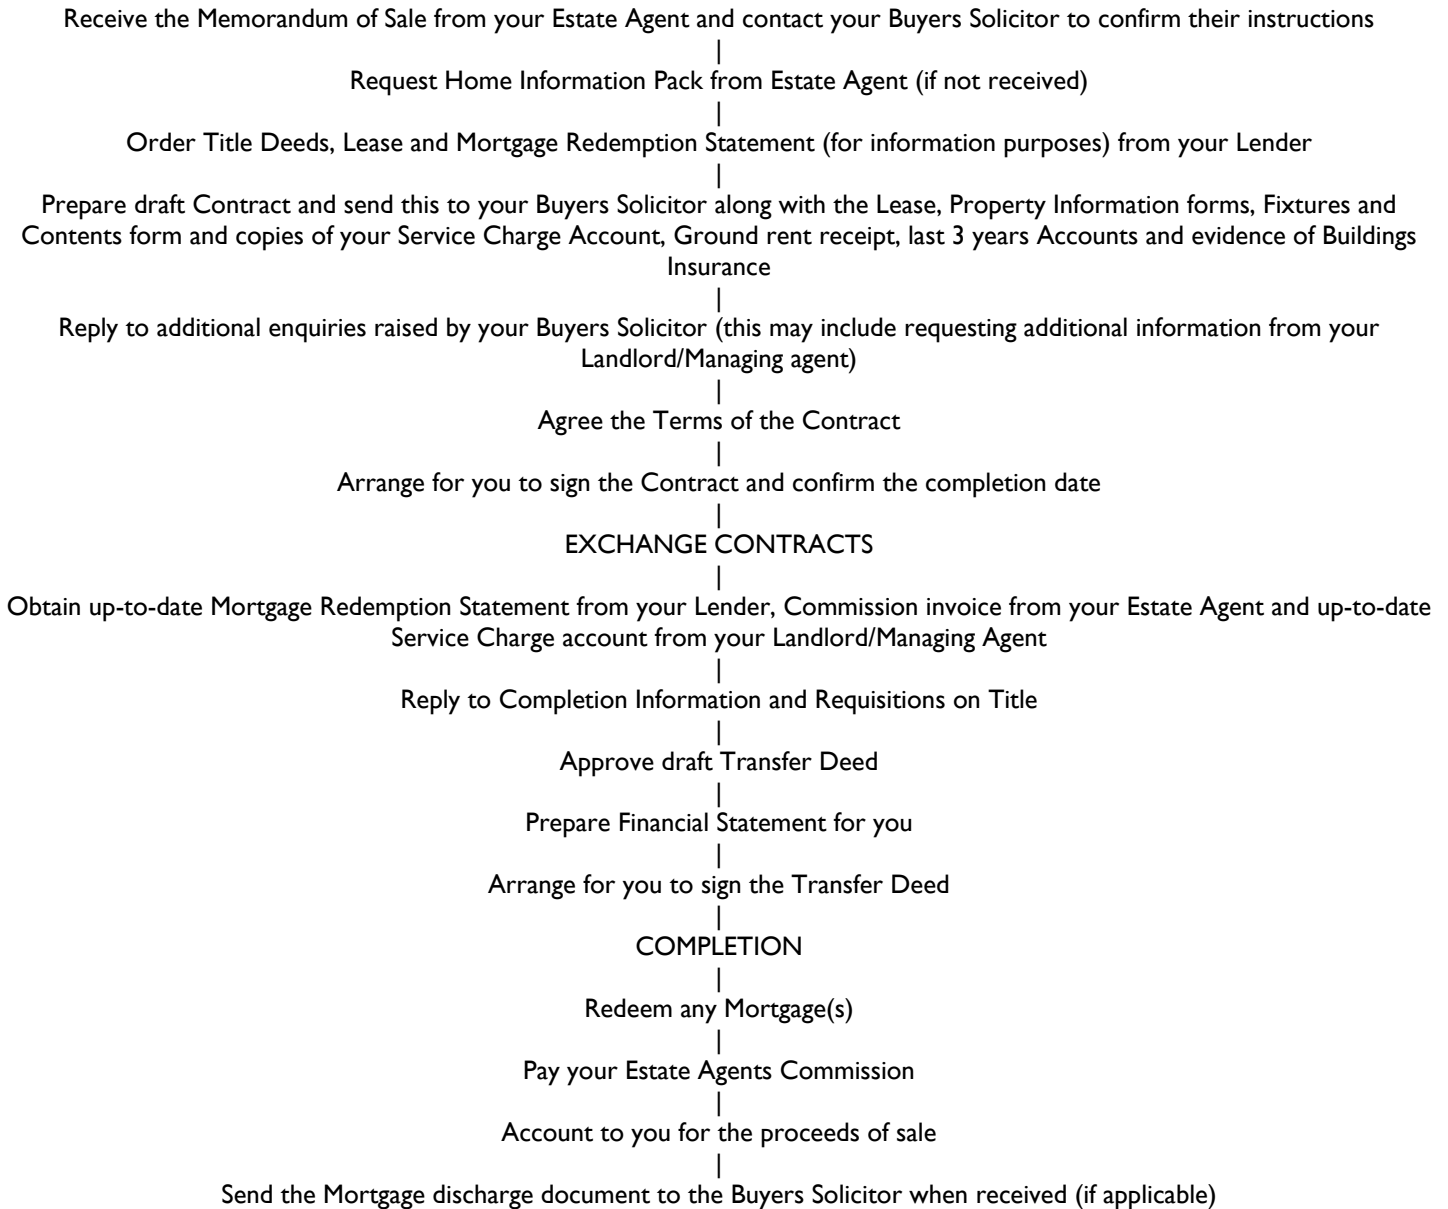 Receive the Memorandum of Sale from your Estate Agent and contact your Buyers Solicitor to confirm their instructions
|
Request Home Information Pack from Estate Agent (if not received)
|
Order Title Deeds, Lease and Mortgage Redemption Statement (for information purposes) from your Lender
|
Prepare draft Contract and send this to your Buyers Solicitor along with the Lease, Property Information forms, Fixtures and
Contents form and copies of your Service Charge Account, Ground rent receipt, last 3 years Accounts and evidence of Buildings
Insurance
|
Reply to additional enquiries raised by your Buyers Solicitor (this may include requesting additional information from your
Landlord/Managing agent)
|
Agree the Terms of the Contract
|
Arrange for you to sign the Contract and confirm the completion date
|
EXCHANGE CONTRACTS
|
Obtain up-to-date Mortgage Redemption Statement from your Lender, Commission invoice from your Estate Agent and up-to-date
Service Charge account from your Landlord/Managing Agent
|
Reply to Completion Information and Requisitions on Title
|
Approve draft Transfer Deed
|
Prepare Financial Statement for you
|
Arrange for you to sign the Transfer Deed
|
COMPLETION
|
Redeem any Mortgage(s)
|
Pay your Estate Agents Commission
|
Account to you for the proceeds of sale
|
Send the Mortgage discharge document to the Buyers Solicitor when received (if applicable)